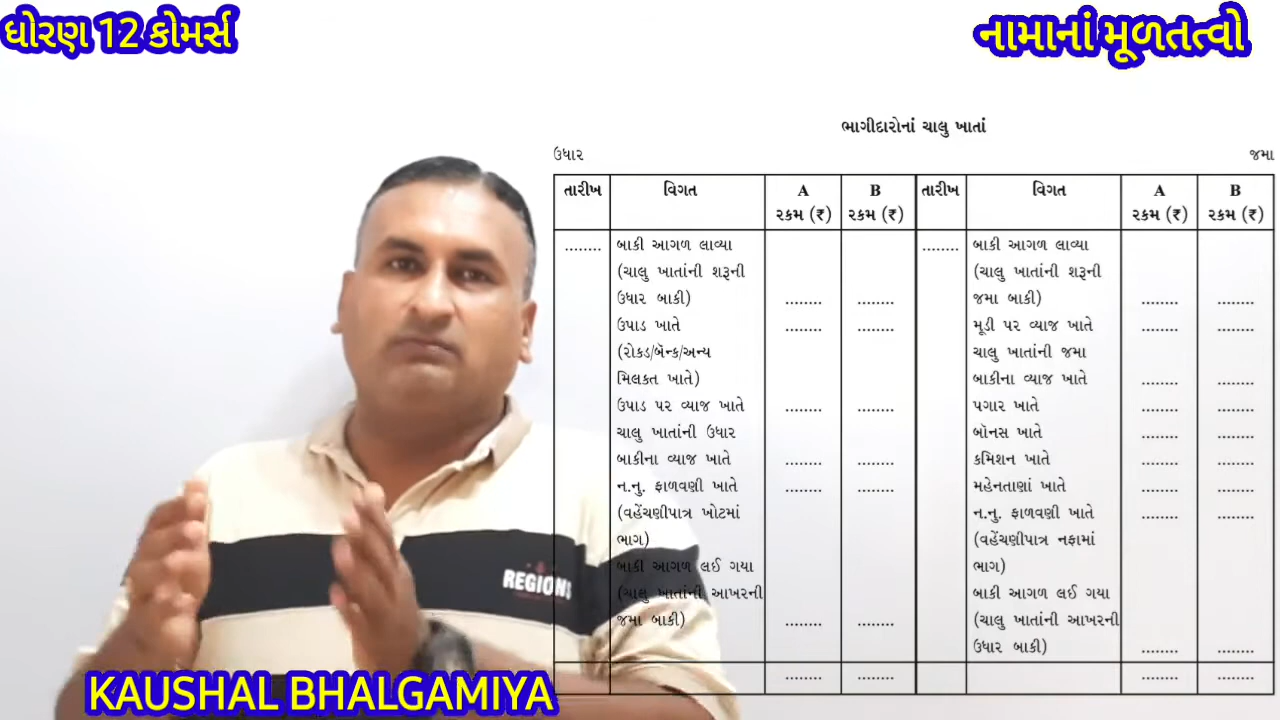 ધોરણ 12 કોમર્સ
નામાનાં મૂળતત્વો
ભાગીદારોનાં ચાલુ ખાતાં
ઉધાર જમા
તારીખ વિગત A રકમ (₹) B રકમ (₹) તારીખ વિગત A રકમ (₹) B રકમ (₹)
........ બાકી આગળ લાવ્યા
(ચાલુ ખાતાંની શરૂની
ઉધાર બાકી) ........ ........
ઉપાડ ખાતે ........ ........
(રોકડ/બૅન્ક/અન્ય
મિલકત ખાતે)
ઉપાડ પર વ્યાજ ખાતે ........ ........
ચાલુ ખાતાંની ઉધાર
બાકીના વ્યાજ ખાતે ........ ........
ન.નુ. ફાળવણી ખાતે ........ ........
(વહેંચણીપાત્ર ખોટમાં
ભાગ)
બાકી આગળ લઈ ગયા
(ચાલુ ખાતાંની આખરની
જમા બાકી) ........ ........
........ ........
........ બાકી આગળ લાવ્યા
(ચાલુ ખાતાંની શરૂની
જમા બાકી) ........ ........
મૂડી પર વ્યાજ ખાતે ........ ........
ચાલુ ખાતાંની જમા
બાકીના વ્યાજ ખાતે ........ ........
પગાર ખાતે ........ ........
બૉનસ ખાતે ........ ........
કમિશન ખાતે ........ ........
મહેનતાણાં ખાતે ........ ........
ન.નુ. ફાળવણી ખાતે ........ ........
(વહેંચણીપાત્ર નફામાં
ભાગ)
બાકી આગળ લઈ ગયા
(ચાલુ ખાતાંની આખરની
ઉધાર બાકી) ........ ........
........ ........
REGIONS
KAUSHAL BHALGAMIYA